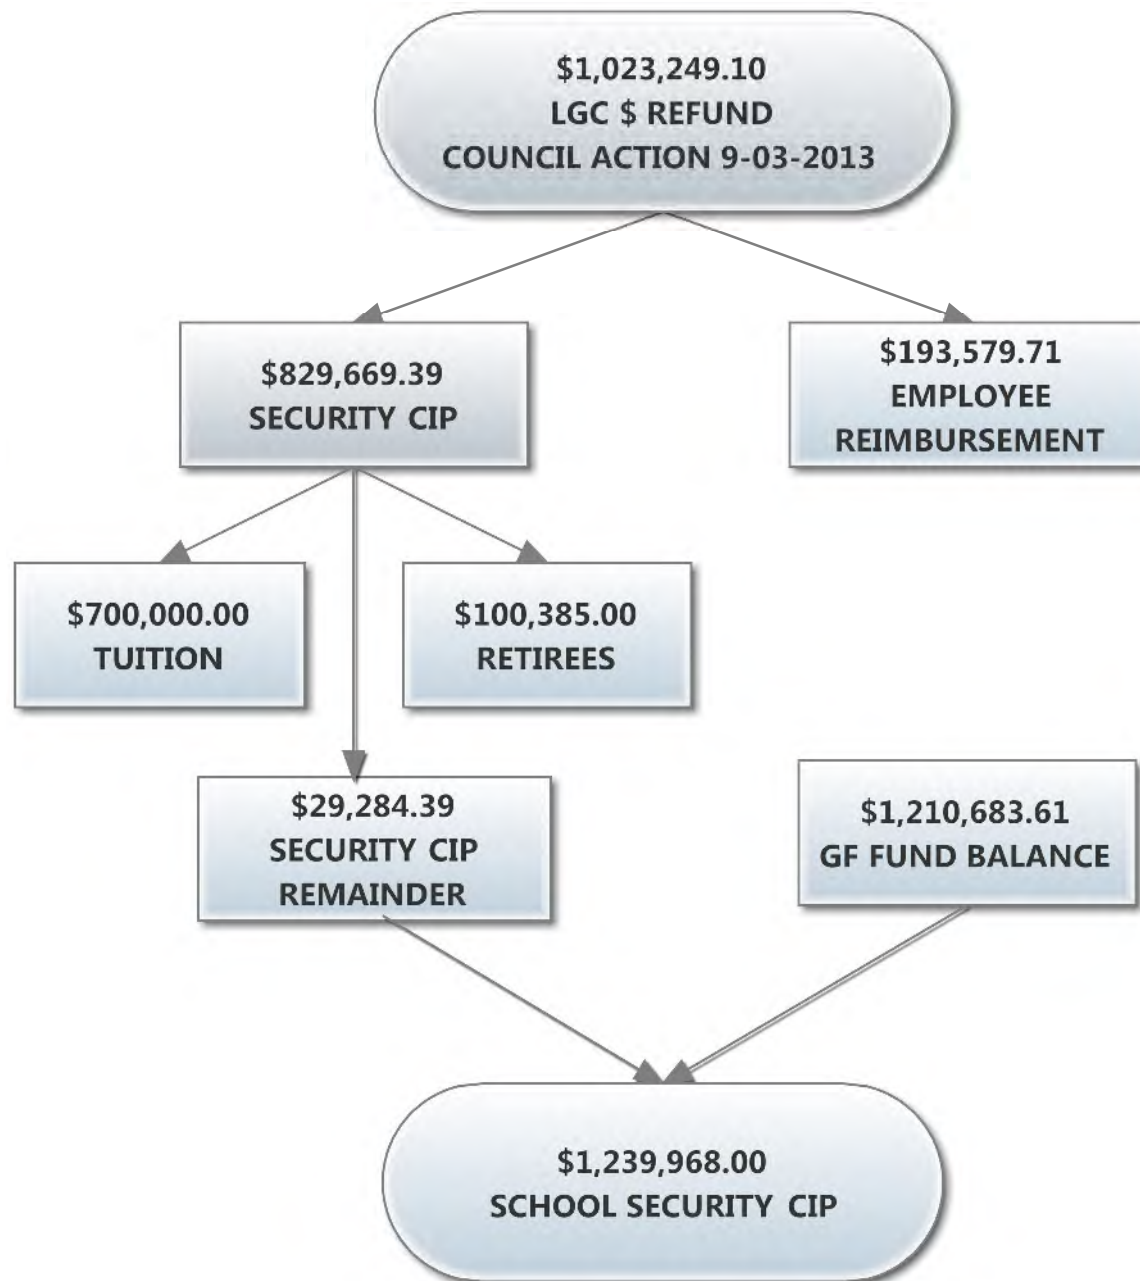 $1,023,249.10
LGC $ REFUND
COUNCIL ACTION 9-03-2013
$829,669.39
SECURITY CIP
$193,579.71
EMPLOYEE
REIMBURSEMENT
$700,000.00
TUITION
$100,385.00
RETIREES
$29,284.39
SECURITY CIP
REMAINDER
$1,210,683.61
GF FUND BALANCE
$1,239,968.00
SCHOOL SECURITY CIP